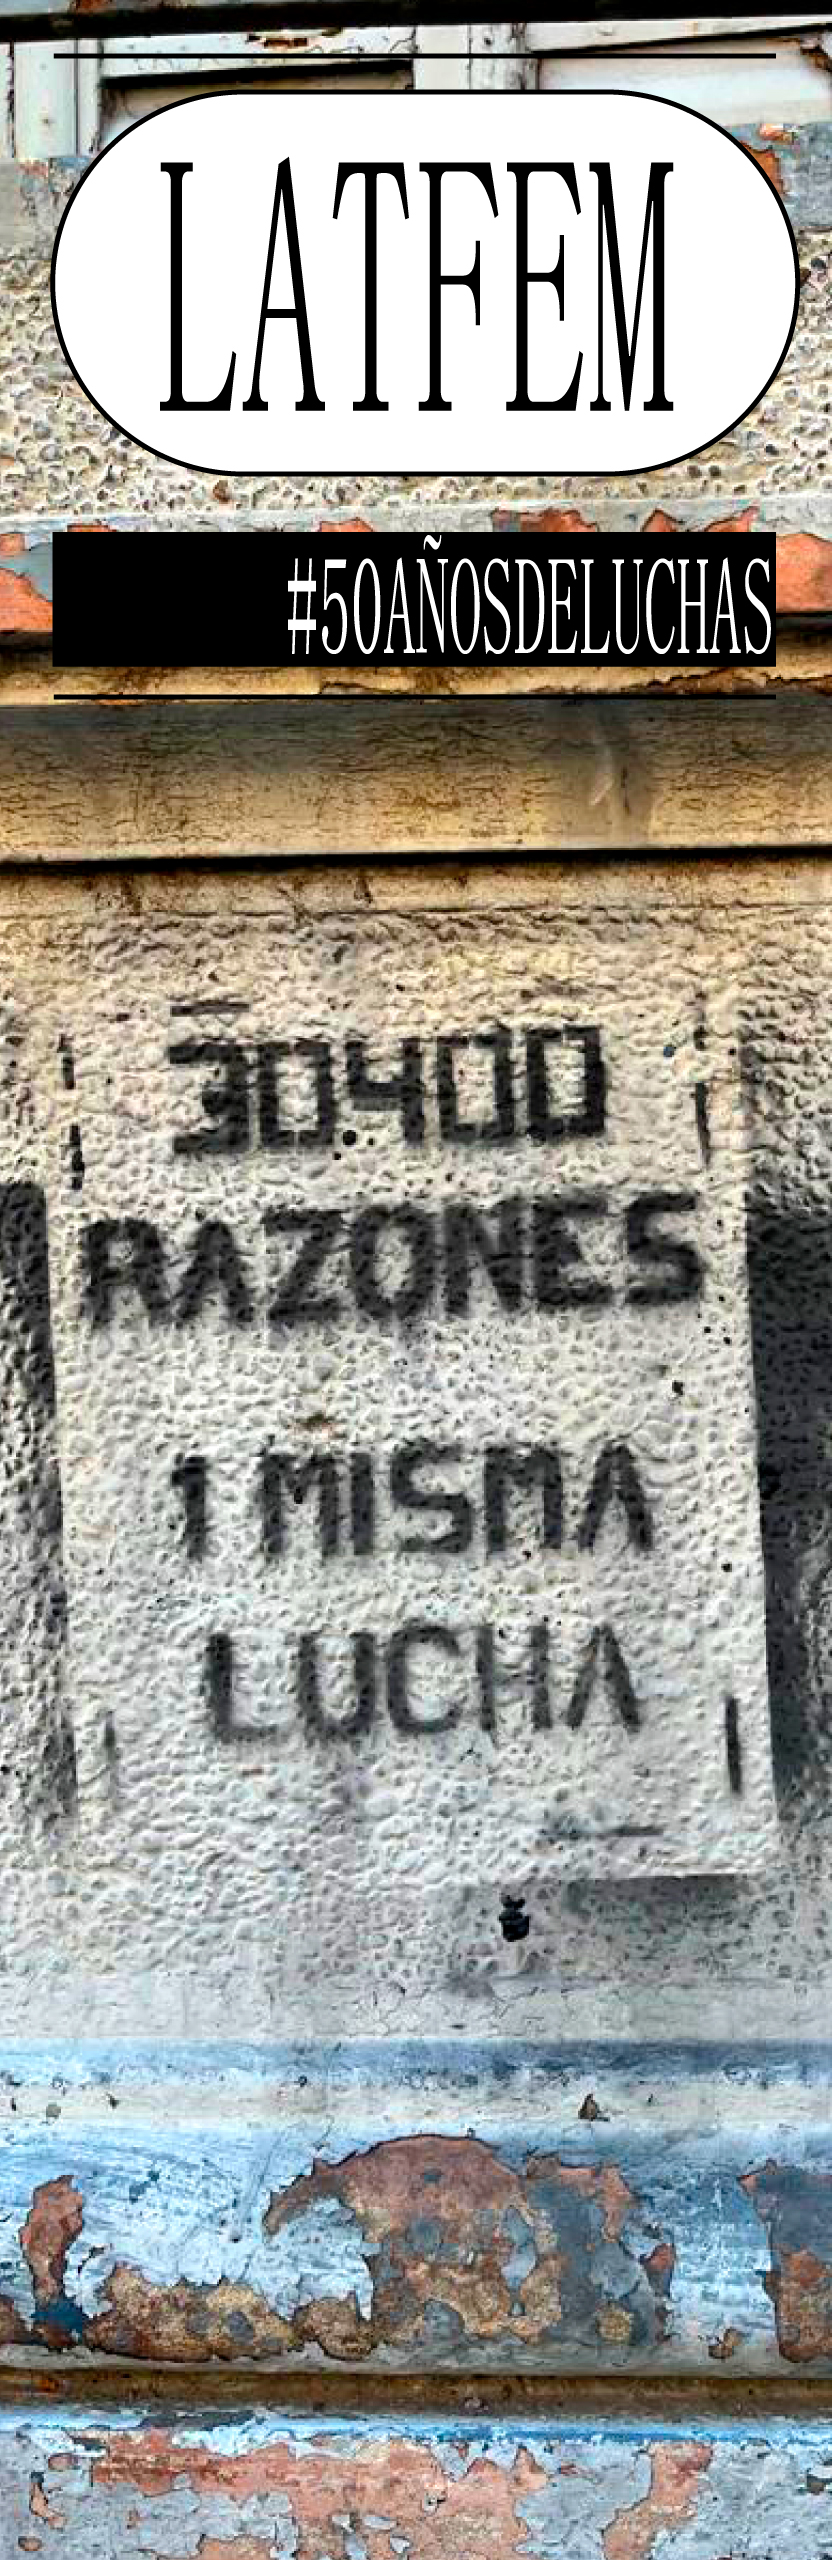 LATFEM
#50AÑOSDELUCHAS
30400
RAZONES
1 MISMA
LUCHA